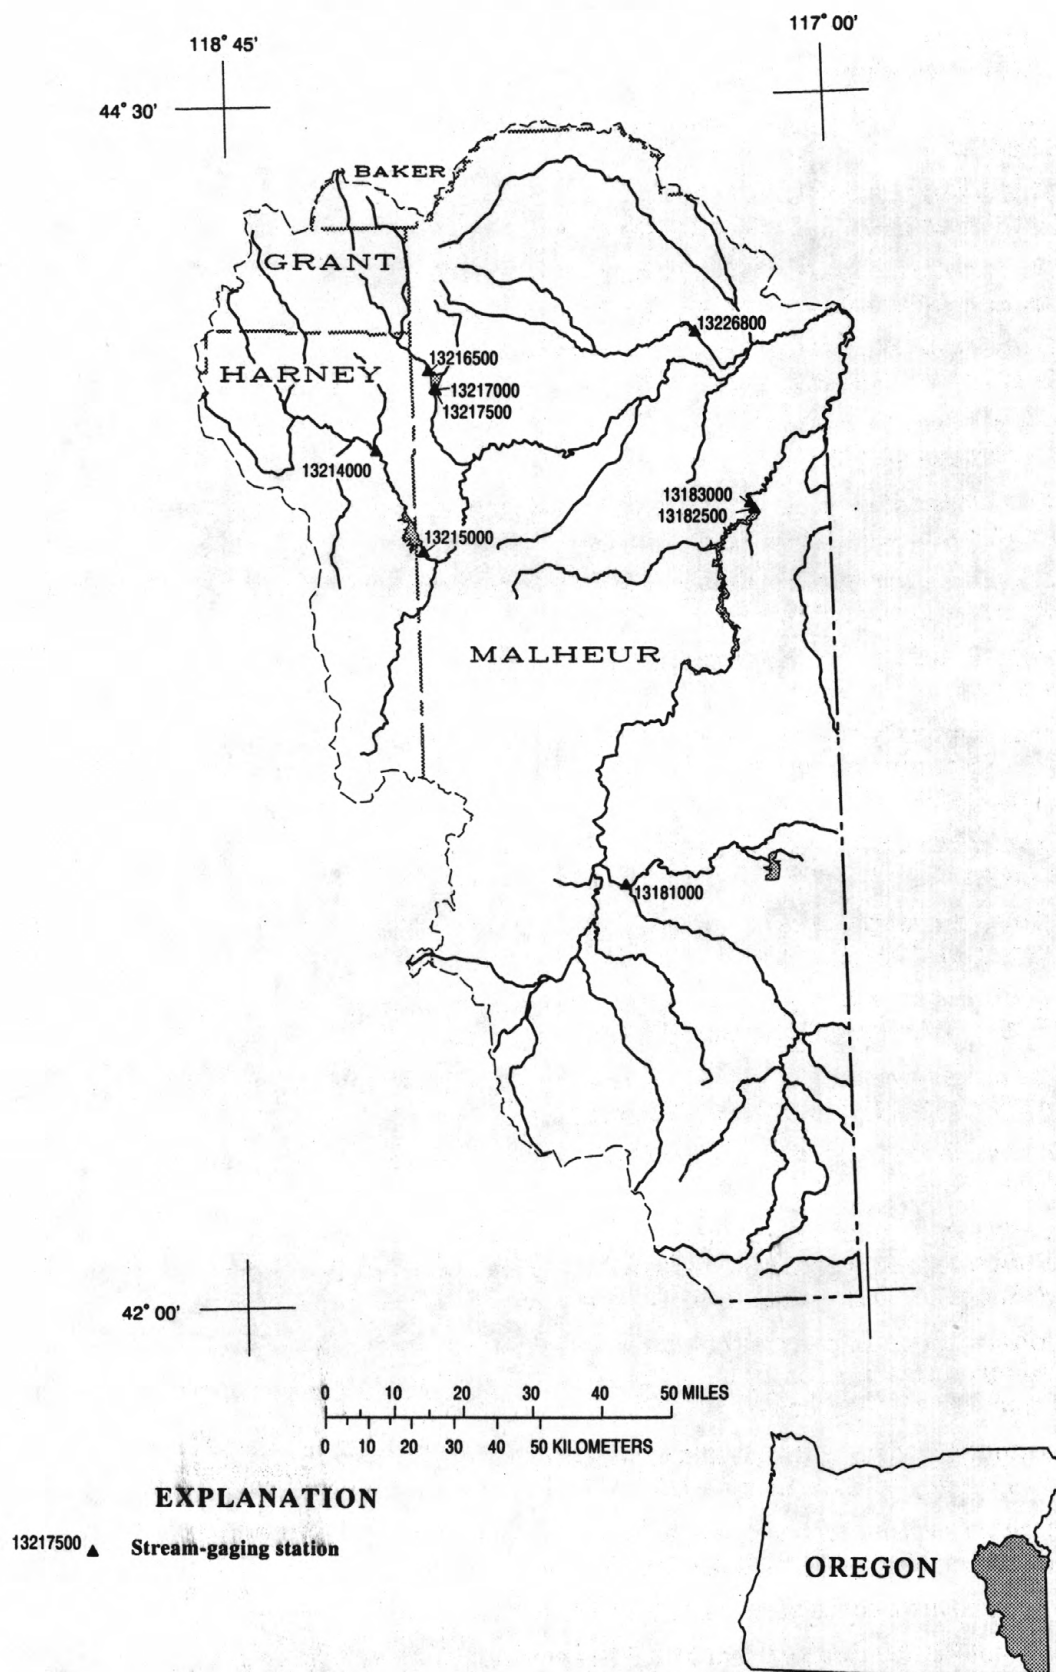 117° 00'
118° 45'
44° 30'
BAKER
GRANT
13226800
13216500
HARNEY
13217000
13217500
13214000
13183000
13182500
13215000
MALHEUR
13181000
42° 00'
0 10 20 30 40 50 MILES
0 10 20 30 40 50 KILOMETERS
EXPLANATION
13217500 Stream-gaging station
OREGON